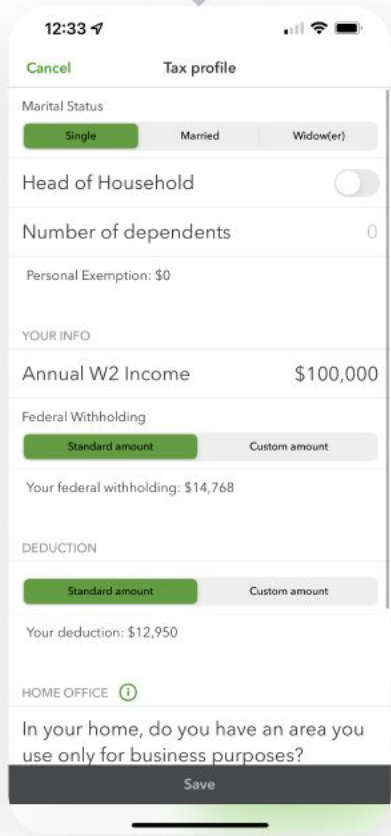 12:33
Cancel Tax profile
Marital Status
Single Married Widow(er)
Head of Household
Number of dependents 0
Personal Exemption: $0
YOUR INFO
Annual W2 Income $100,000
Federal Withholding
Standard amount Custom amount
Your federal withholding: $14,768
DEDUCTION
Standard amount Custom amount
Your deduction: $12,950
HOME OFFICE i
In your home, do you have an area you
use only for business purposes?
Save